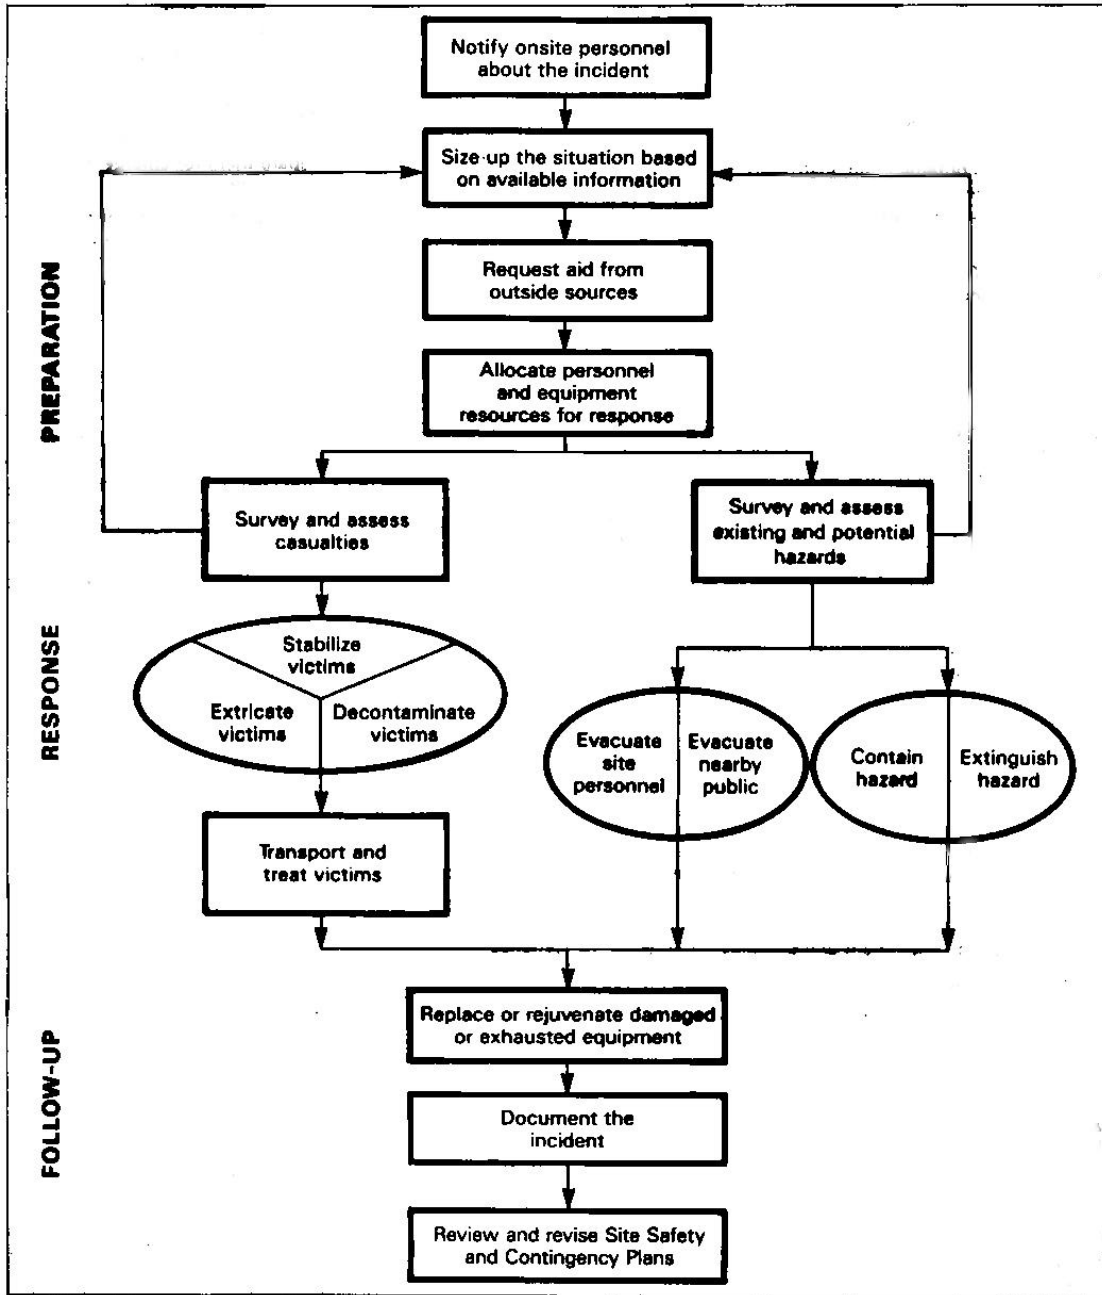 Notify onsite personnel
about the incident
Size-up the situation based
on available information
Request aid from
outside sources
PREPARATION
Allocate personnel
and equipment
resources for response
Survey and assess
casualties
Survey and assess
existing and potential
hazards
RESPONSE
Stabilize
victims
Extricate
victims
Decontaminate
victims
Evacuate
site
personnel
Evacuate
nearby
public
Contain
hazard
Extinguish
hazard
Transport and
treat victims
FOLLOW-UP
Replace or rejuvenate damaged
or exhausted equipment
Document the
incident
Review and revise Site Safety
and Contingency Plans